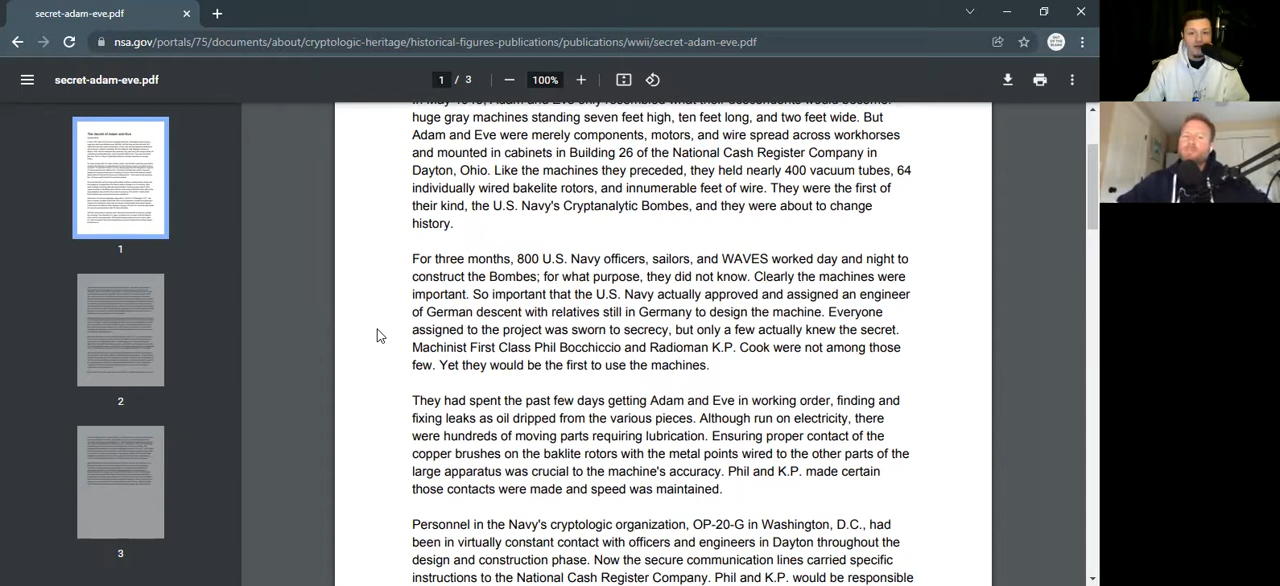 secret-adam-eve.pdf
nsa.gov/portals/75/documents/about/cryptologic-heritage/historical-figures-publications/publications/wwii/secret-adam-eve.pdf
secret-adam-eve.pdf
1 / 3
100%
In May 1943, Adam and Eve only resembled what their descendents would become:
huge gray machines standing seven feet high, ten feet long, and two feet wide. But
Adam and Eve were merely components, motors, and wire spread across workhorses
and mounted in cabinets in Building 26 of the National Cash Register Company in
Dayton, Ohio. Like the machines they preceded, they held nearly 400 vacuum tubes, 64
individually wired bakelite rotors, and innumerable feet of wire. They were the first of
their kind, the U.S. Navy's Cryptanalytic Bombes, and they were about to change
history.
For three months, 800 U.S. Navy officers, sailors, and WAVES worked day and night to
construct the Bombes; for what purpose, they did not know. Clearly the machines were
important. So important that the U.S. Navy actually approved and assigned an engineer
of German descent with relatives still in Germany to design the machine. Everyone
assigned to the project was sworn to secrecy, but only a few actually knew the secret.
Machinist First Class Phil Bochicchio and Radioman K.P. Cook were not among those
few. Yet they would be the first to use the machines.
They had spent the past few days getting Adam and Eve in working order, finding and
fixing leaks as oil dripped from the various pieces. Although run on electricity, there
were hundreds of moving parts requiring lubrication. Ensuring proper contact of the
copper brushes on the baklite rotors with the metal points wired to the other parts of the
large apparatus was crucial to the machine's accuracy. Phil and K.P. made certain
those contacts were made and speed was maintained.
Personnel in the Navy's cryptologic organization, OP-20-G in Washington, D.C., had
been in virtually constant contact with officers and engineers in Dayton throughout the
design and construction phase. Now the secure communication lines carried specific
instructions to the National Cash Register Company. Phil and K.P. would be responsible
1
2
3